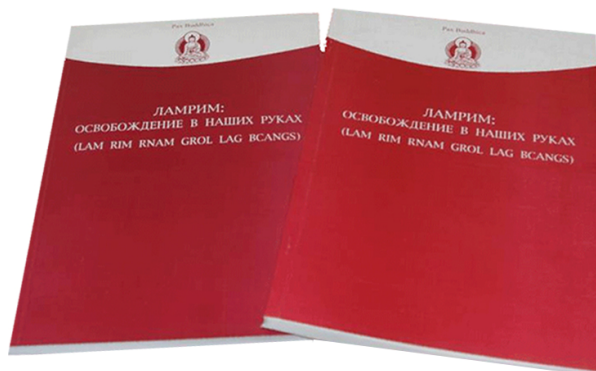 Pax Buddhica
ЛАМРИМ:
ОСВОБОЖДЕНИЕ В НАШИХ РУКАХ
(LAM RIM RNAM GROL LAG BCANGS)
Pax Buddhica
ЛАМРИМ:
ОСВОБОЖДЕНИЕ В НАШИХ РУКАХ
(LAM RIM RNAM GROL LAG BCANGS)